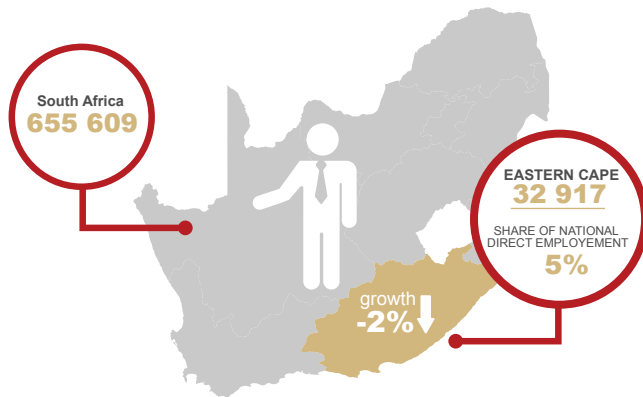 South Africa
655 609
EASTERN CAPE
32 917
SHARE OF NATIONAL
DIRECT EMPLOYEMENT
5%
growth
-2%